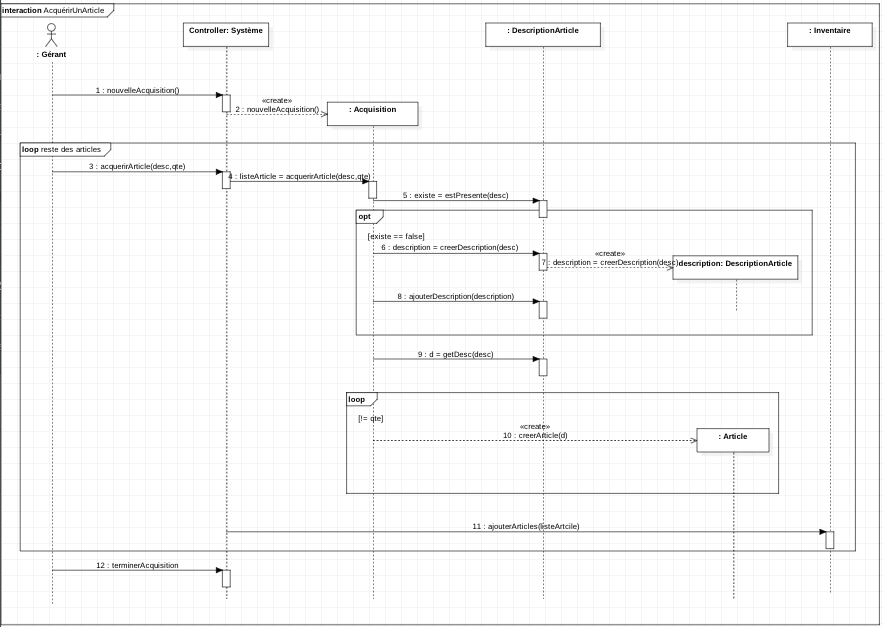 interaction AcquérirUnArticle
: Gérant
Controller: Système
: DescriptionArticle
: Inventaire
1 : nouvelleAcquisition()
«create»
2 : nouvelleAcquisition()
: Acquisition
loop reste des articles
3 : acquerirArticle(desc,qte)
4 : listeArticle = acquerirArticle(desc,qte)
5 : existe = estPresente(desc)
opt
[existe == false]
6 : description = creerDescription(desc)
«create»
7 : description = creerDescription(desc)
description: DescriptionArticle
8 : ajouterDescription(description)
9 : d = getDesc(desc)
loop
[!= qte]
«create»
10 : creerArticle(d)
: Article
11 : ajouterArticles(listeArtcile)
12 : terminerAcquisition